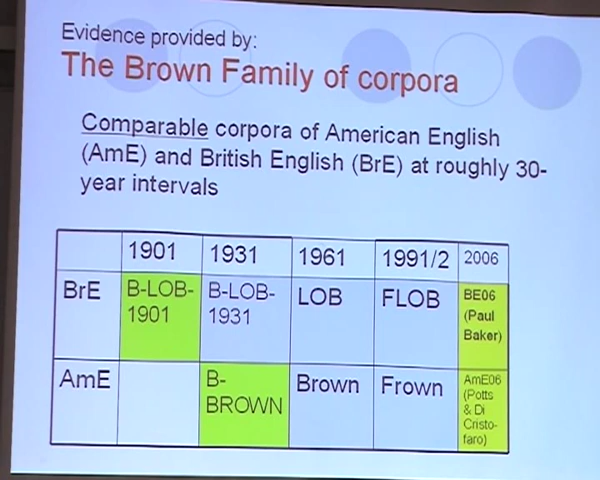 Evidence provided by:
The Brown Family of corpora
Comparable corpora of American English
(AmE) and British English (BrE) at roughly 30-
year intervals
1901 1931 1961 1991/2 2006
BrE B-LOB-1901 B-LOB-1931 LOB FLOB BE06 (Paul Baker)
AmE B-BROWN Brown Frown AmE06 (Potts & Di Cristo-faro)